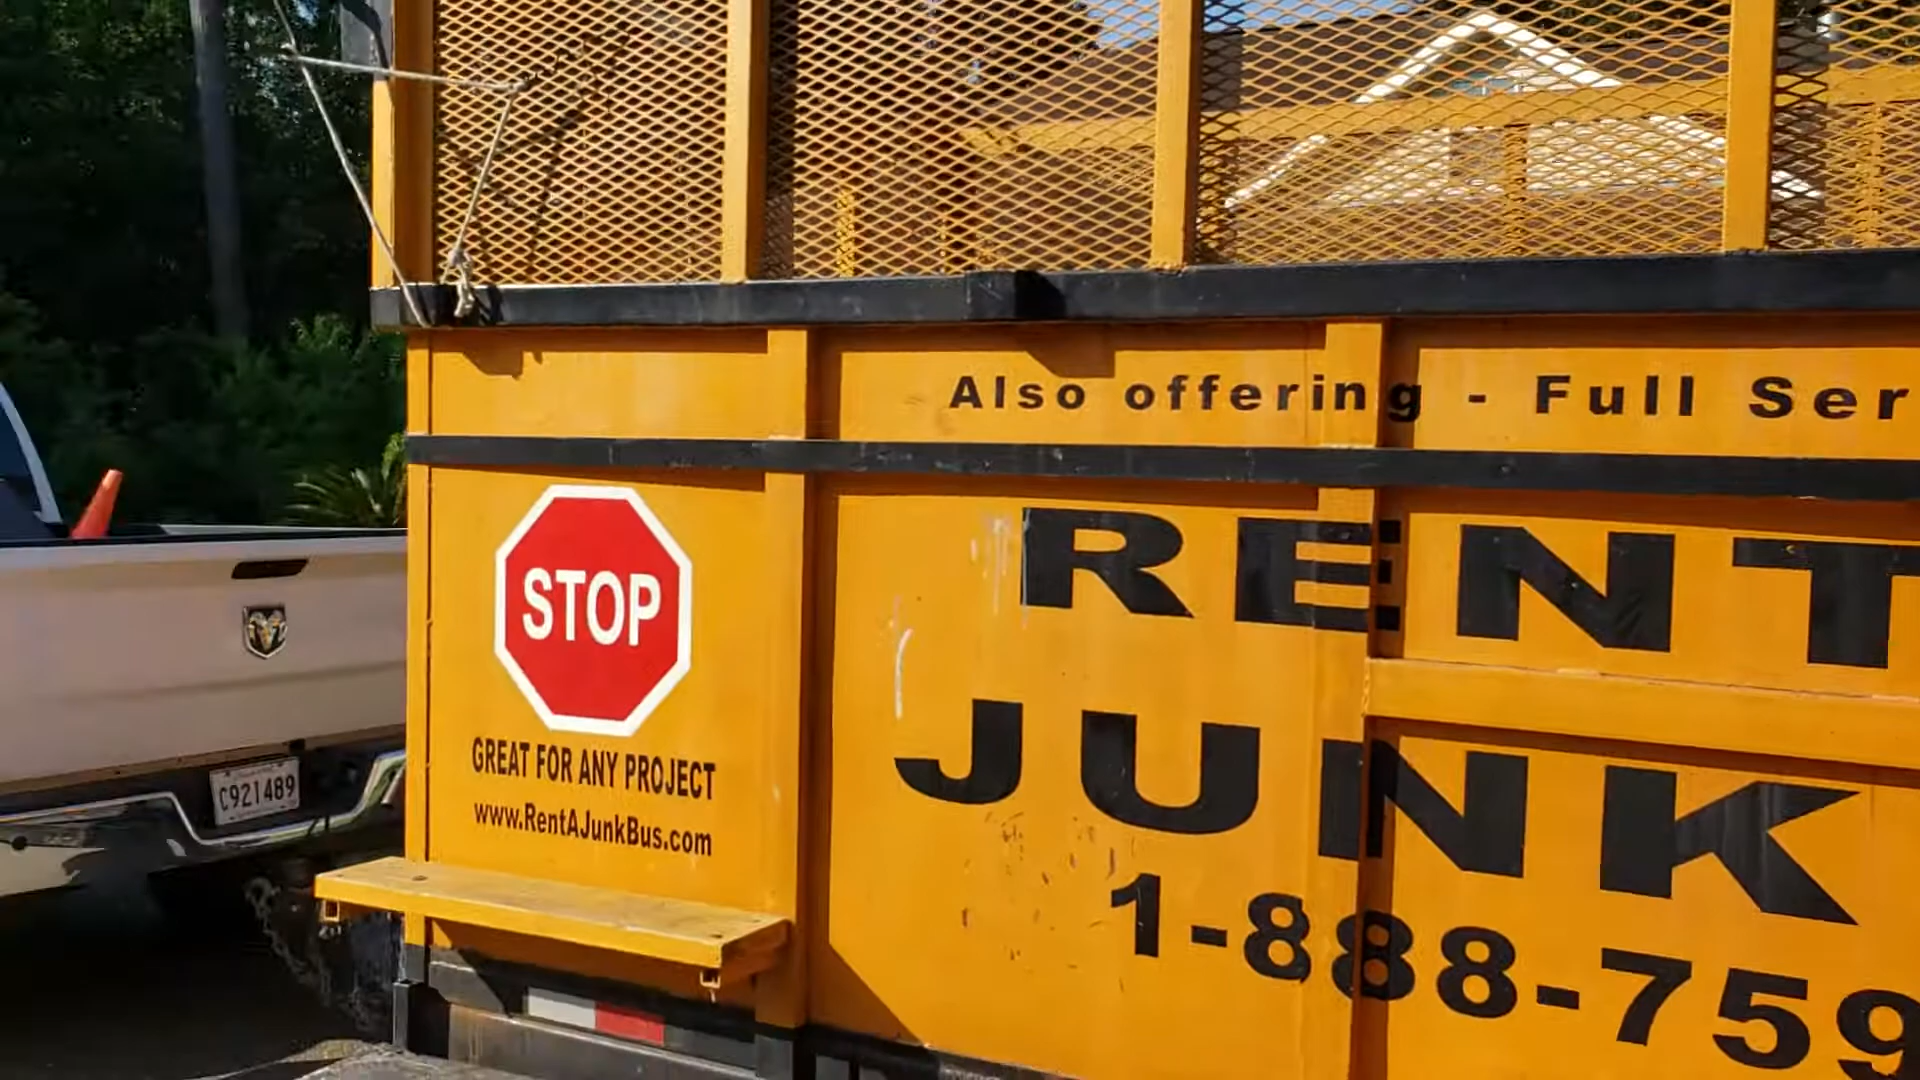 Also offering - Full Ser
STOP
GREAT FOR ANY PROJECT
www.RentAJunkBus.com
RENT
JUNK
1-888-759
C921489